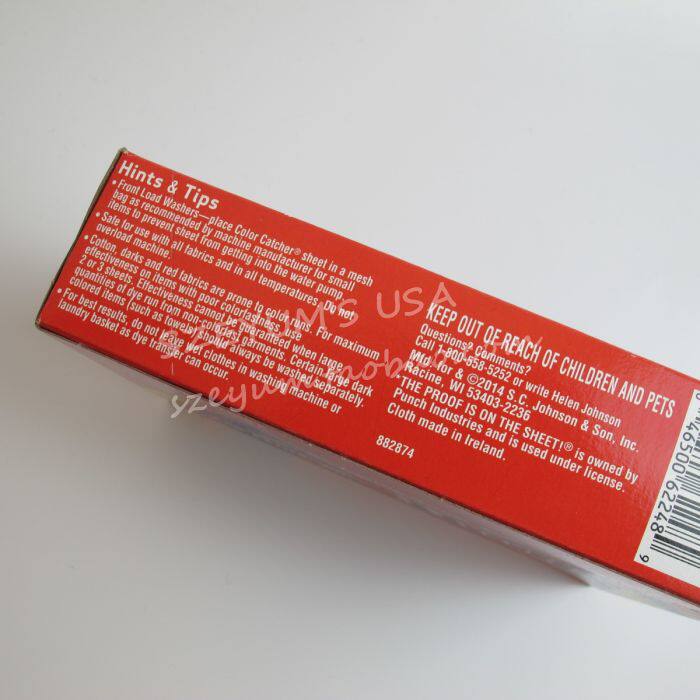 Hints & Tips
• Front Load Washers—place Color Catcher® sheet in a mesh
bag as recommended by machine manufacturer for small
items to prevent sheet from getting into the water pump.
• Safe for use with all fabrics and in all temperatures. Do not
overload machine.
• Cotton, darks and red fabrics are prone to color runs. For maximum
effectiveness on items with poor colorfastness, use
2 or 3 sheets. Effectiveness cannot be guaranteed when large
quantities of dye run from non-colorfast garments. Certain large dark
colored items (such as towels) should always be washed separately.
• For best results, do not leave wet clothes in washing machine or
laundry basket as dye transfer can occur.
KEEP OUT OF REACH OF CHILDREN AND PETS
Questions? Comments?
Call 1-800-558-5252 or write Helen Johnson
Mfd. for & ©2014 S.C. Johnson & Son, Inc.
Racine, WI 53403-2236
"THE PROOF IS ON THE SHEET!® is owned by
Punch Industries and is used under license.
Cloth made in Ireland.
882874
46500 62248 9
SZEYUM'S USA
szeyum.taobao